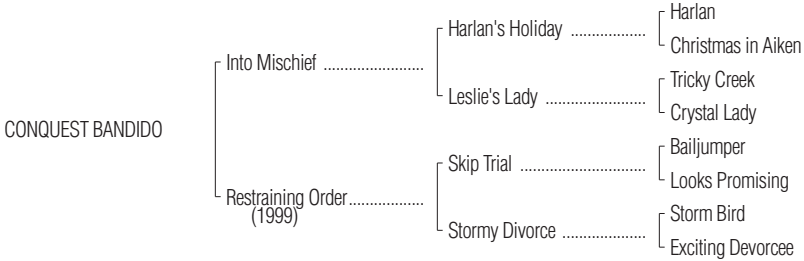 Harlan
Harlan's Holiday ....................
Christmas in Aiken
Into Mischief ...........................
Tricky Creek
Leslie's Lady ...........................
Crystal Lady
CONQUEST BANDIDO
Bailjumper
Skip Trial ..................................
Looks Promising
Restraining Order....................
(1999)
Storm Bird
Stormy Divorce .......................
Exciting Devorcee